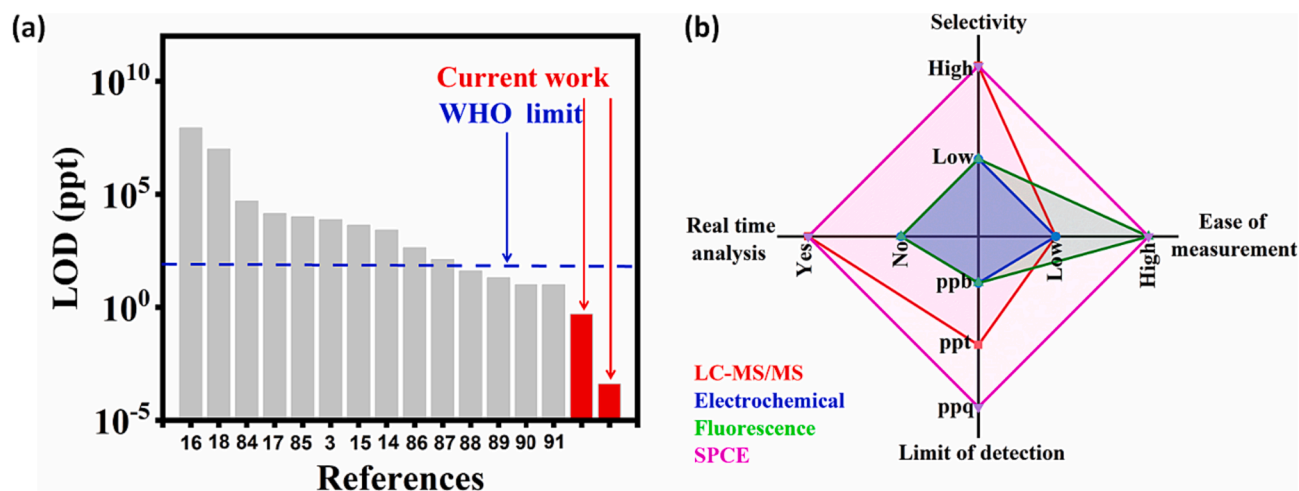 (a)
LOD (ppt)
10^10
10^5
10^0
10^-5
Current work
WHO limit
16 18 84 17 85 3 15 14 86 87 88 89 90 91
References
(b)
Selectivity
High
Low
Real time
analysis
Yes
No
Low
High
Ease of
measurement
ppb
ppt
ppq
Limit of detection
LC-MS/MS
Electrochemical
Fluorescence
SPCE